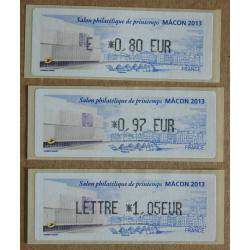 Salon philatélique de printemps MÂCON 2013
E *0,80 EUR
FRANCE
Salon philatélique de printemps MÂCON 2013
*0,97 EUR
FRANCE
Salon philatélique de printemps MÂCON 2013
LETTRE *1,05EUR
FRANCE